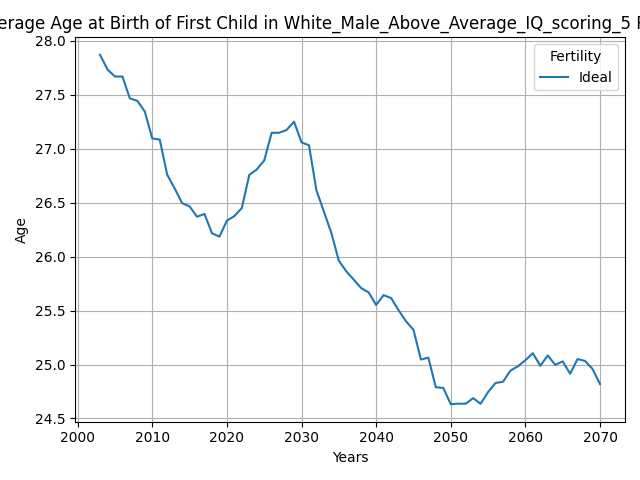 erage Age at Birth of First Child in White_Male_Above_Average_IQ_scoring_5
28.0
27.5
27.0
26.5
26.0
25.5
25.0
24.5
Age
Fertility
Ideal
2000 2010 2020 2030 2040 2050 2060 2070
Years